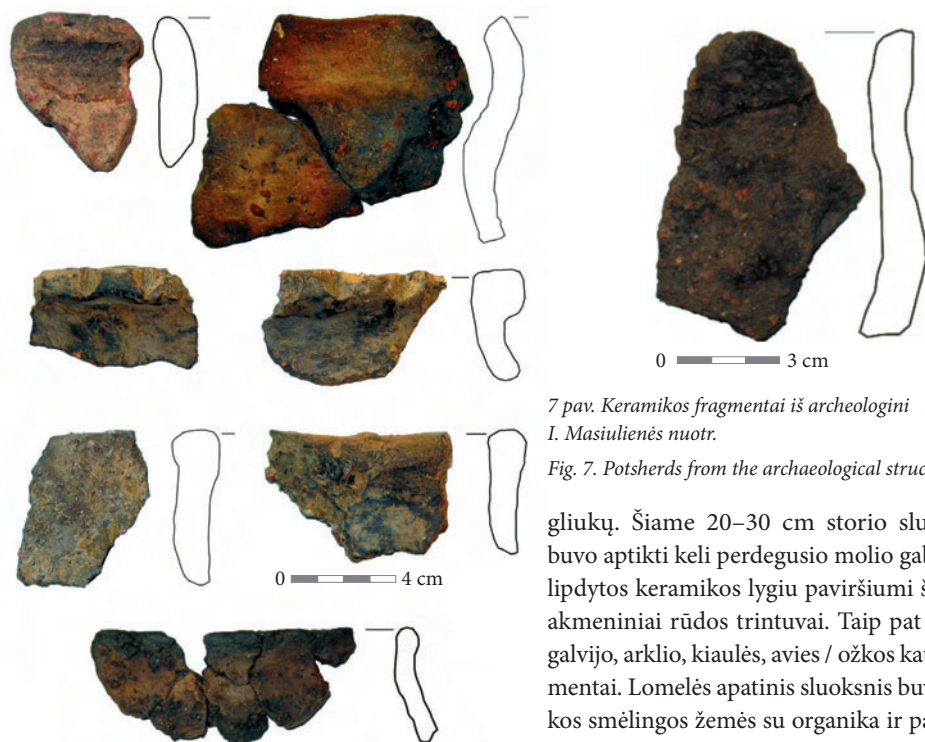 0 3 cm
7 pav. Keramikos fragmentai iš archeologini
I. Masiulienės nuotr.
Fig. 7. Potsherds from the archaeological struc
gliukų. Šiame 20–30 cm storio slu
buvo aptikti keli perdegusio molio gab
lipdytos keramikos lygiu paviršiumi š
akmeniniai rūdos trintuvai. Taip pat
galvijo, arklio, kiaulės, avies / ožkos kau
mentai. Lomelės apatinis sluoksnis buv
kos smėlingos žemės su organika ir pa
0 4 cm